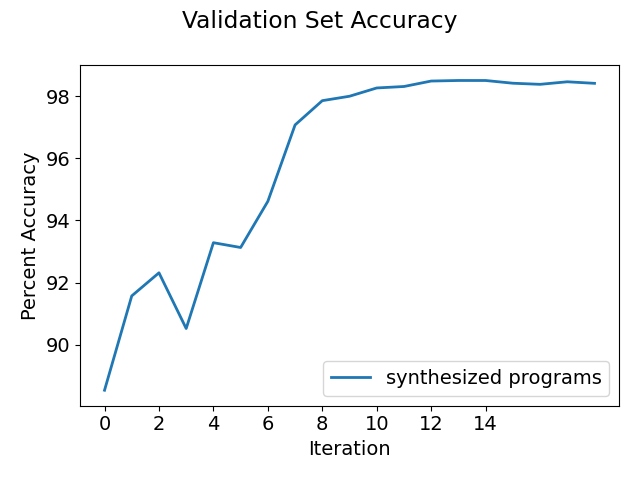 Validation Set Accuracy
98
96
94
92
90
Percent Accuracy
synthesized programs
0 2 4 6 8 10 12 14
Iteration